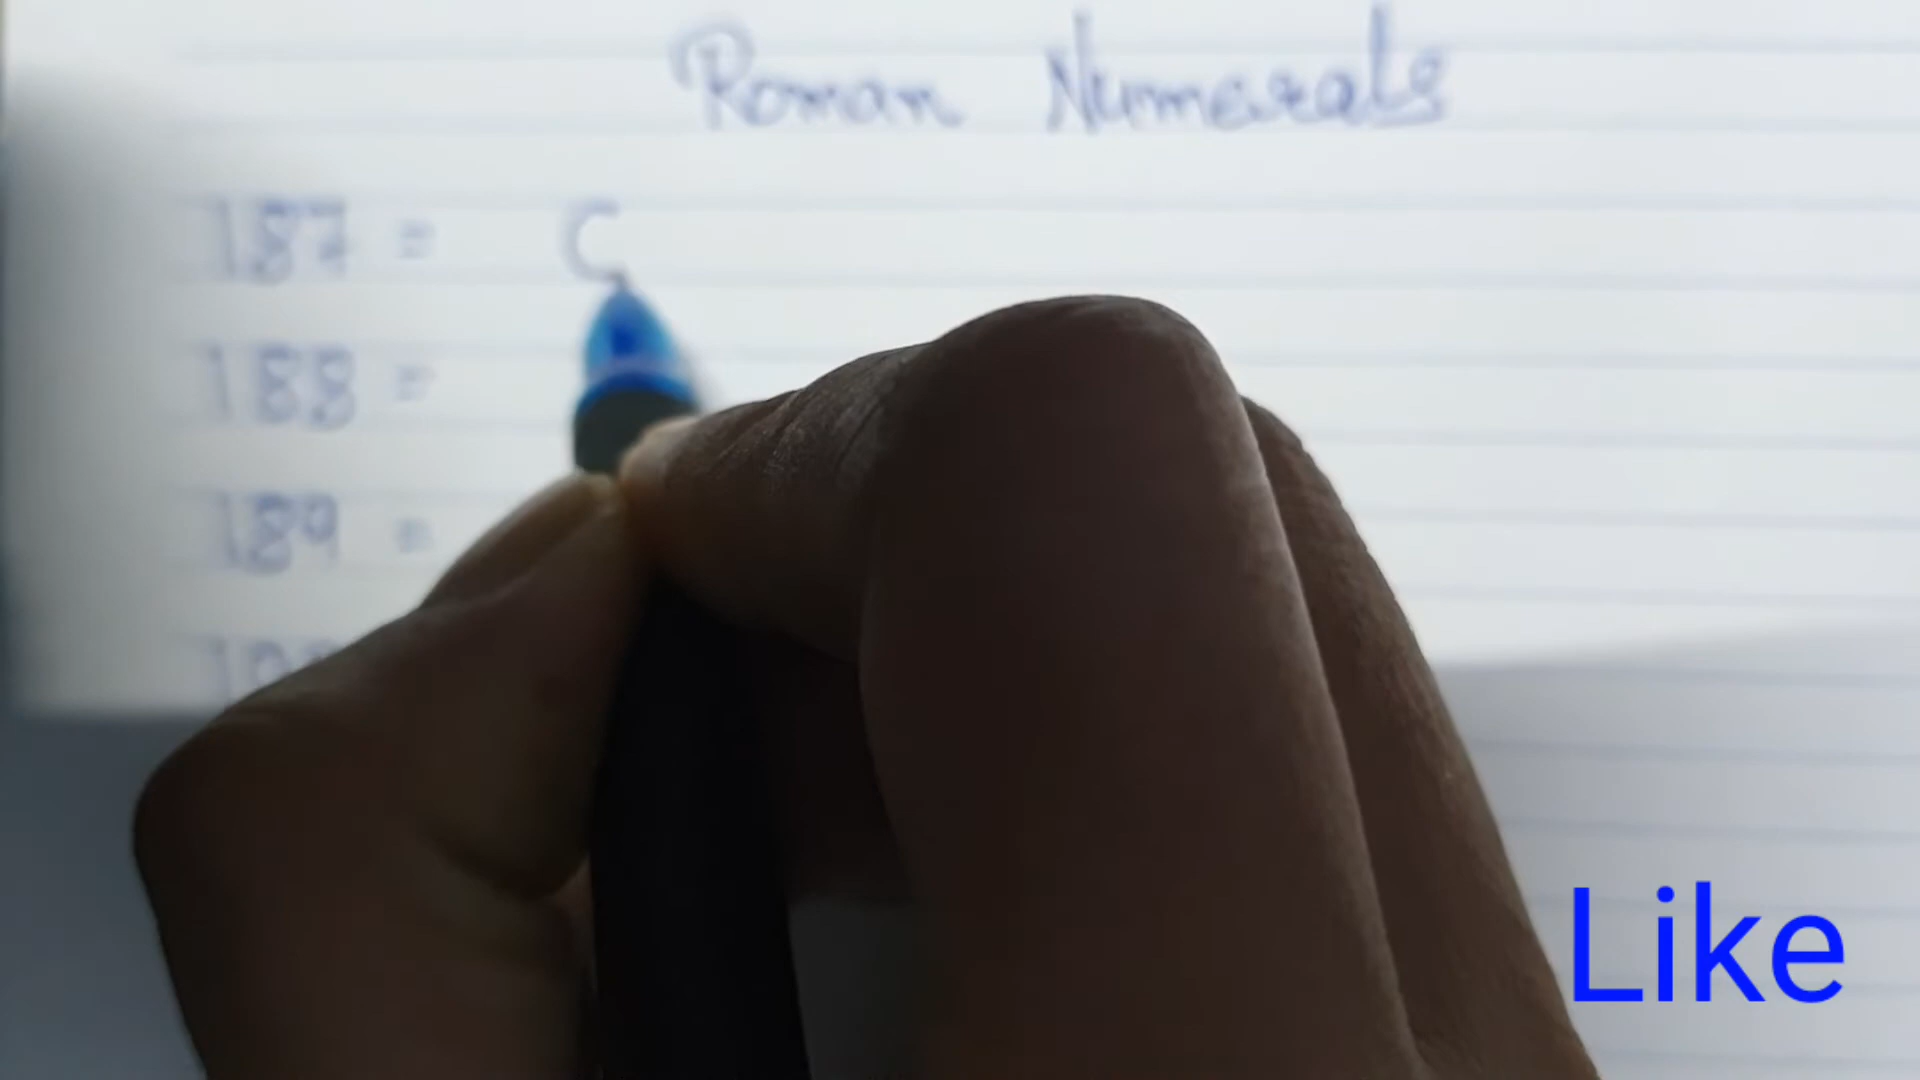 Roman Numerals
187 = C
188 =
189 =
Like